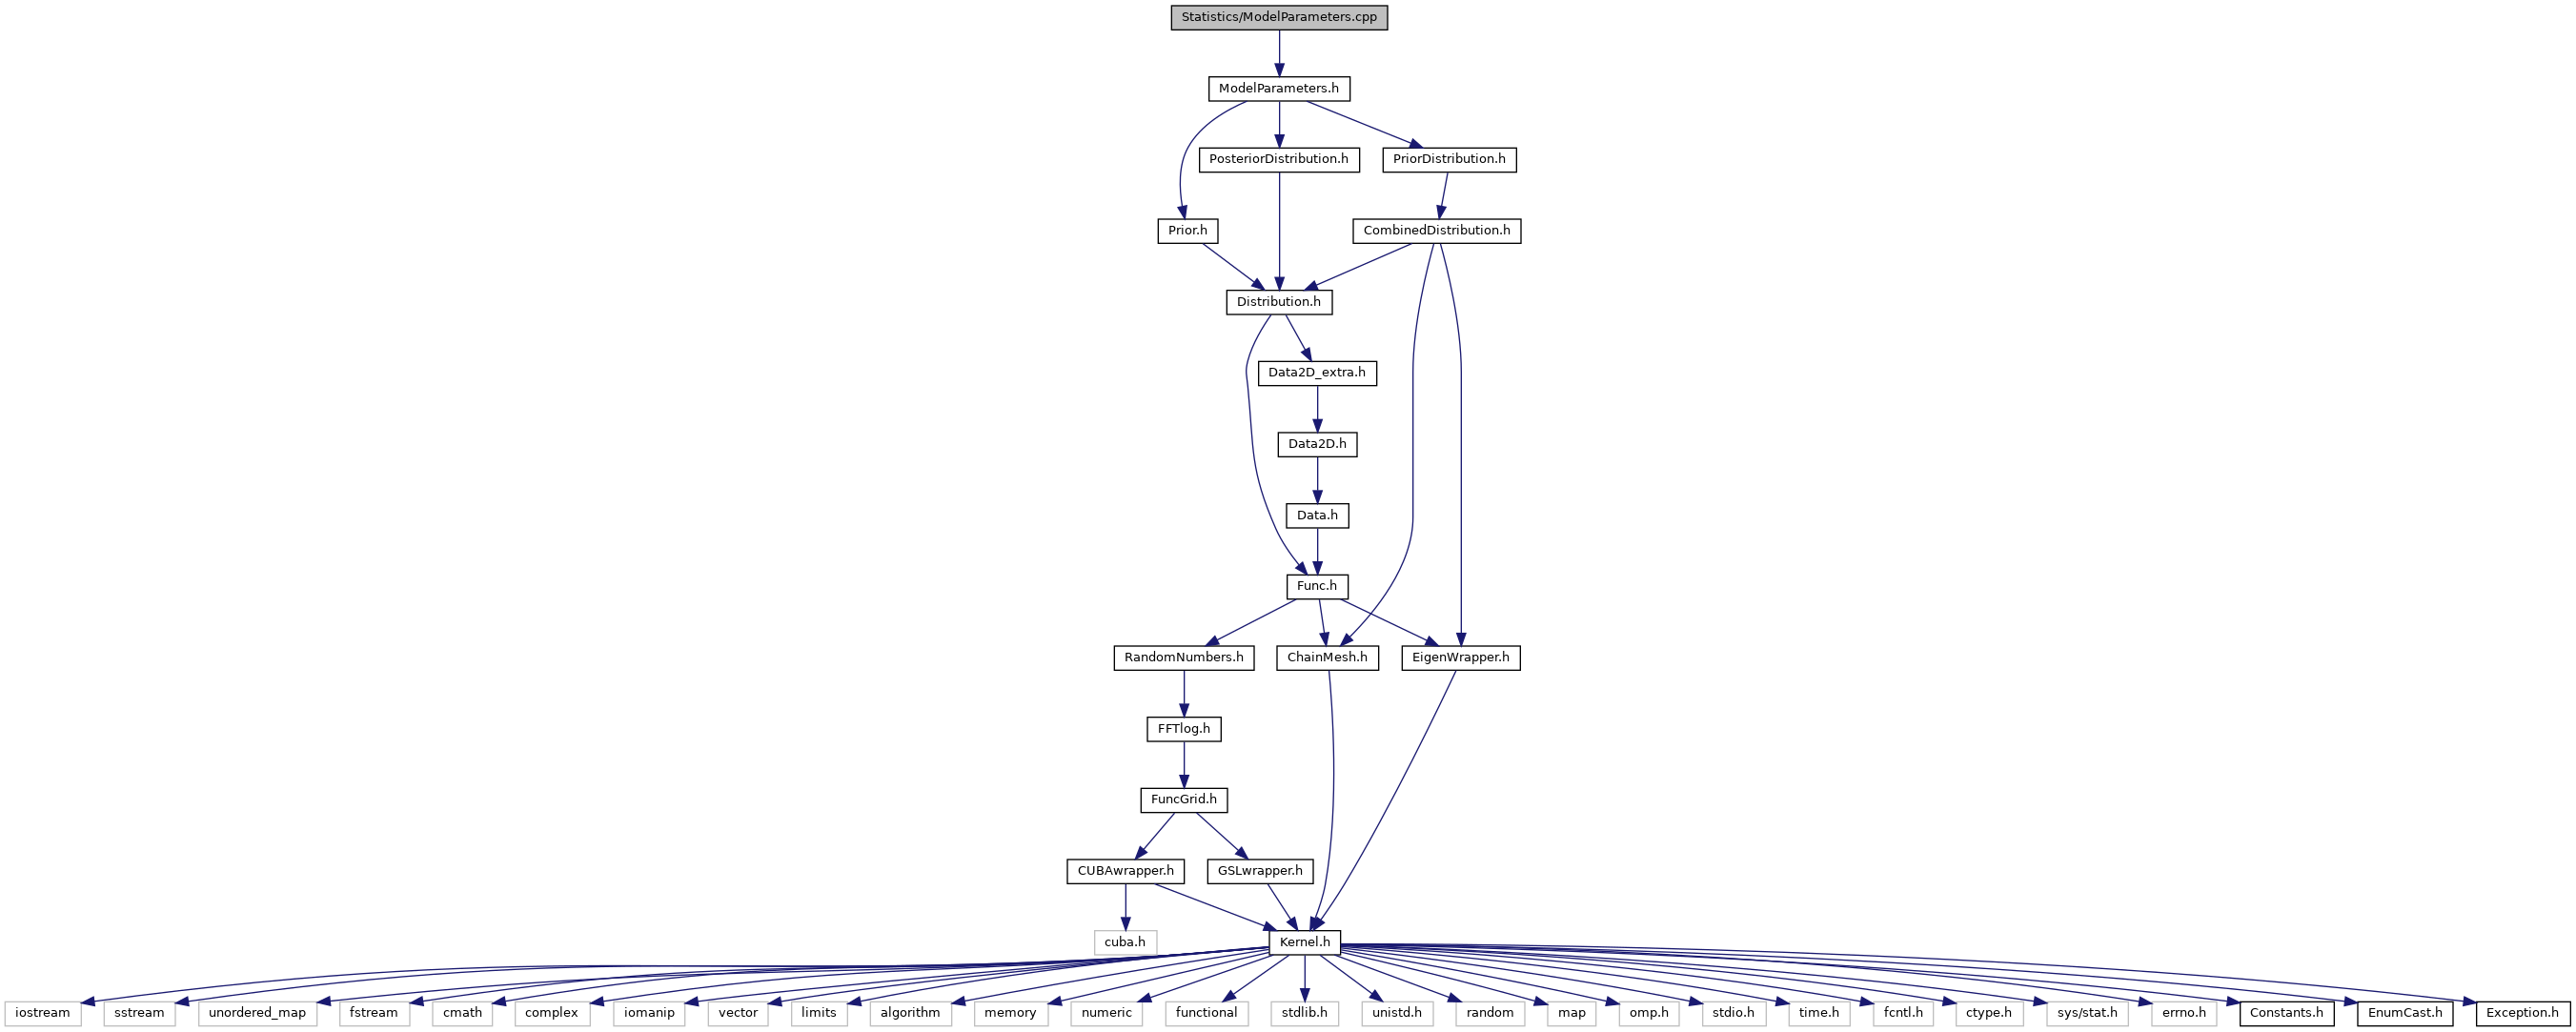 Statistics/ModelParameters.cpp
ModelParameters.h
PosteriorDistribution.h
PriorDistribution.h
Prior.h
CombinedDistribution.h
Distribution.h
Data2D_extra.h
Data2D.h
Data.h
Func.h
RandomNumbers.h
ChainMesh.h
EigenWrapper.h
FFTlog.h
FuncGrid.h
CUBAwrapper.h
GSLwrapper.h
cuba.h
Kernel.h
iostream
sstream
unordered_map
fstream
cmath
complex
iomanip
vector
limits
algorithm
memory
numeric
functional
stdlib.h
unistd.h
random
map
omp.h
stdio.h
time.h
fcntl.h
ctype.h
sys/stat.h
errno.h
Constants.h
EnumCast.h
Exception.h